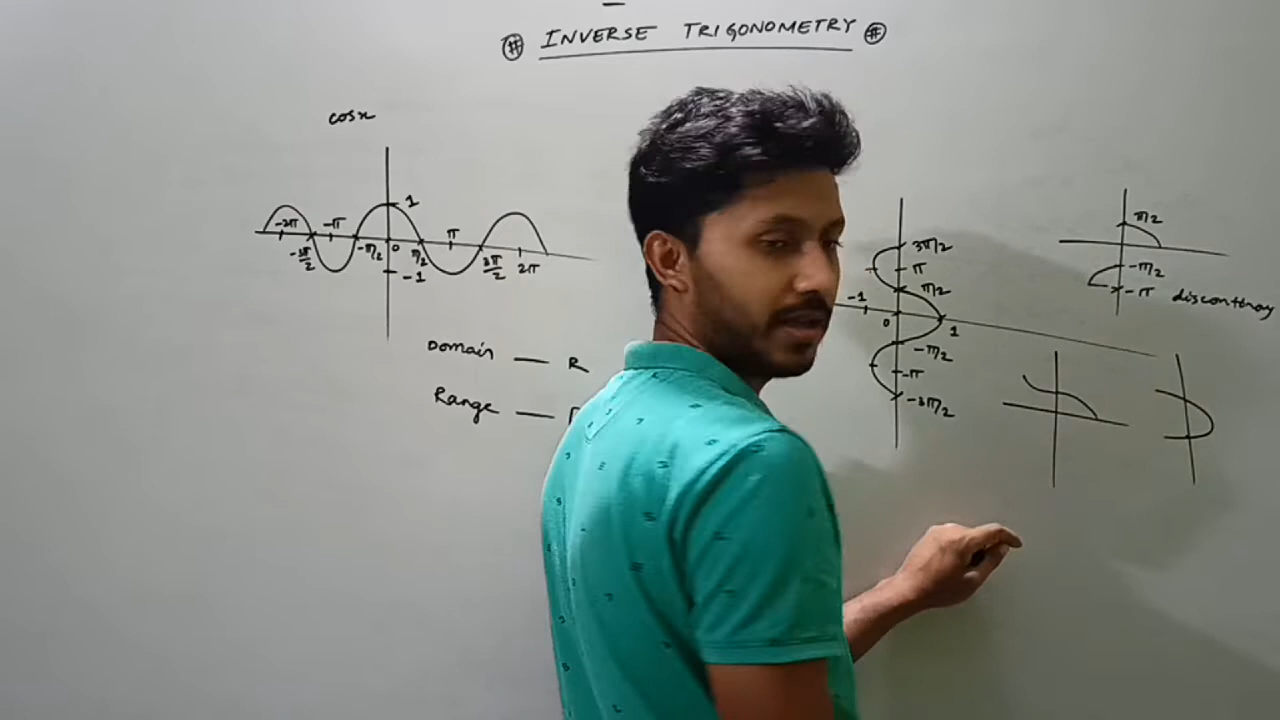 # INVERSE TRIGONOMETRY #
cosx
1
-2π
-π
π
-3π/2
-π/2
0
π/2
3π/2
2π
-1
Domain — R
Range — [
3π/2
π
π/2
-1
0
1
-π/2
-π
-3π/2
π/2
-π/2
-π